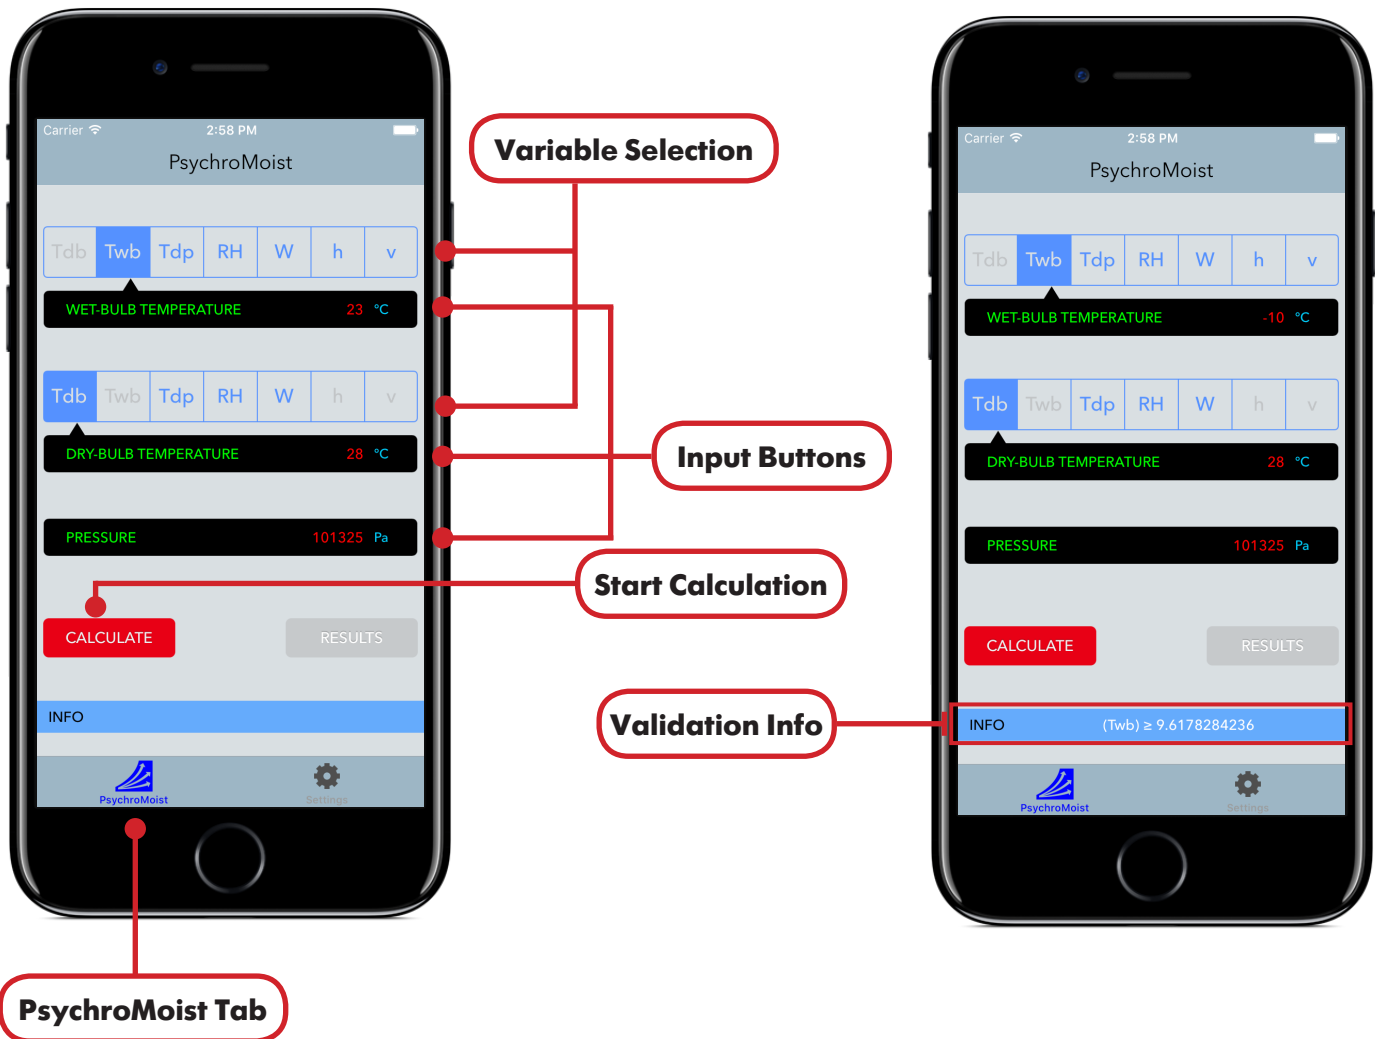 Carrier 2:58 PM
PsychroMoist
Tdb Twb Tdp RH W h v
WET-BULB TEMPERATURE 23 °C
Tdb Twb Tdp RH W h v
DRY-BULB TEMPERATURE 28 °C
PRESSURE 101325 Pa
CALCULATE RESULTS
INFO
PsychroMoist Settings
Variable Selection
Input Buttons
Start Calculation
Validation Info
PsychroMoist Tab
Carrier 2:58 PM
PsychroMoist
Tdb Twb Tdp RH W h v
WET-BULB TEMPERATURE -10 °C
Tdb Twb Tdp RH W h v
DRY-BULB TEMPERATURE 28 °C
PRESSURE 101325 Pa
CALCULATE RESULTS
INFO (Twb) ≥ 9.6178284236
PsychroMoist Settings